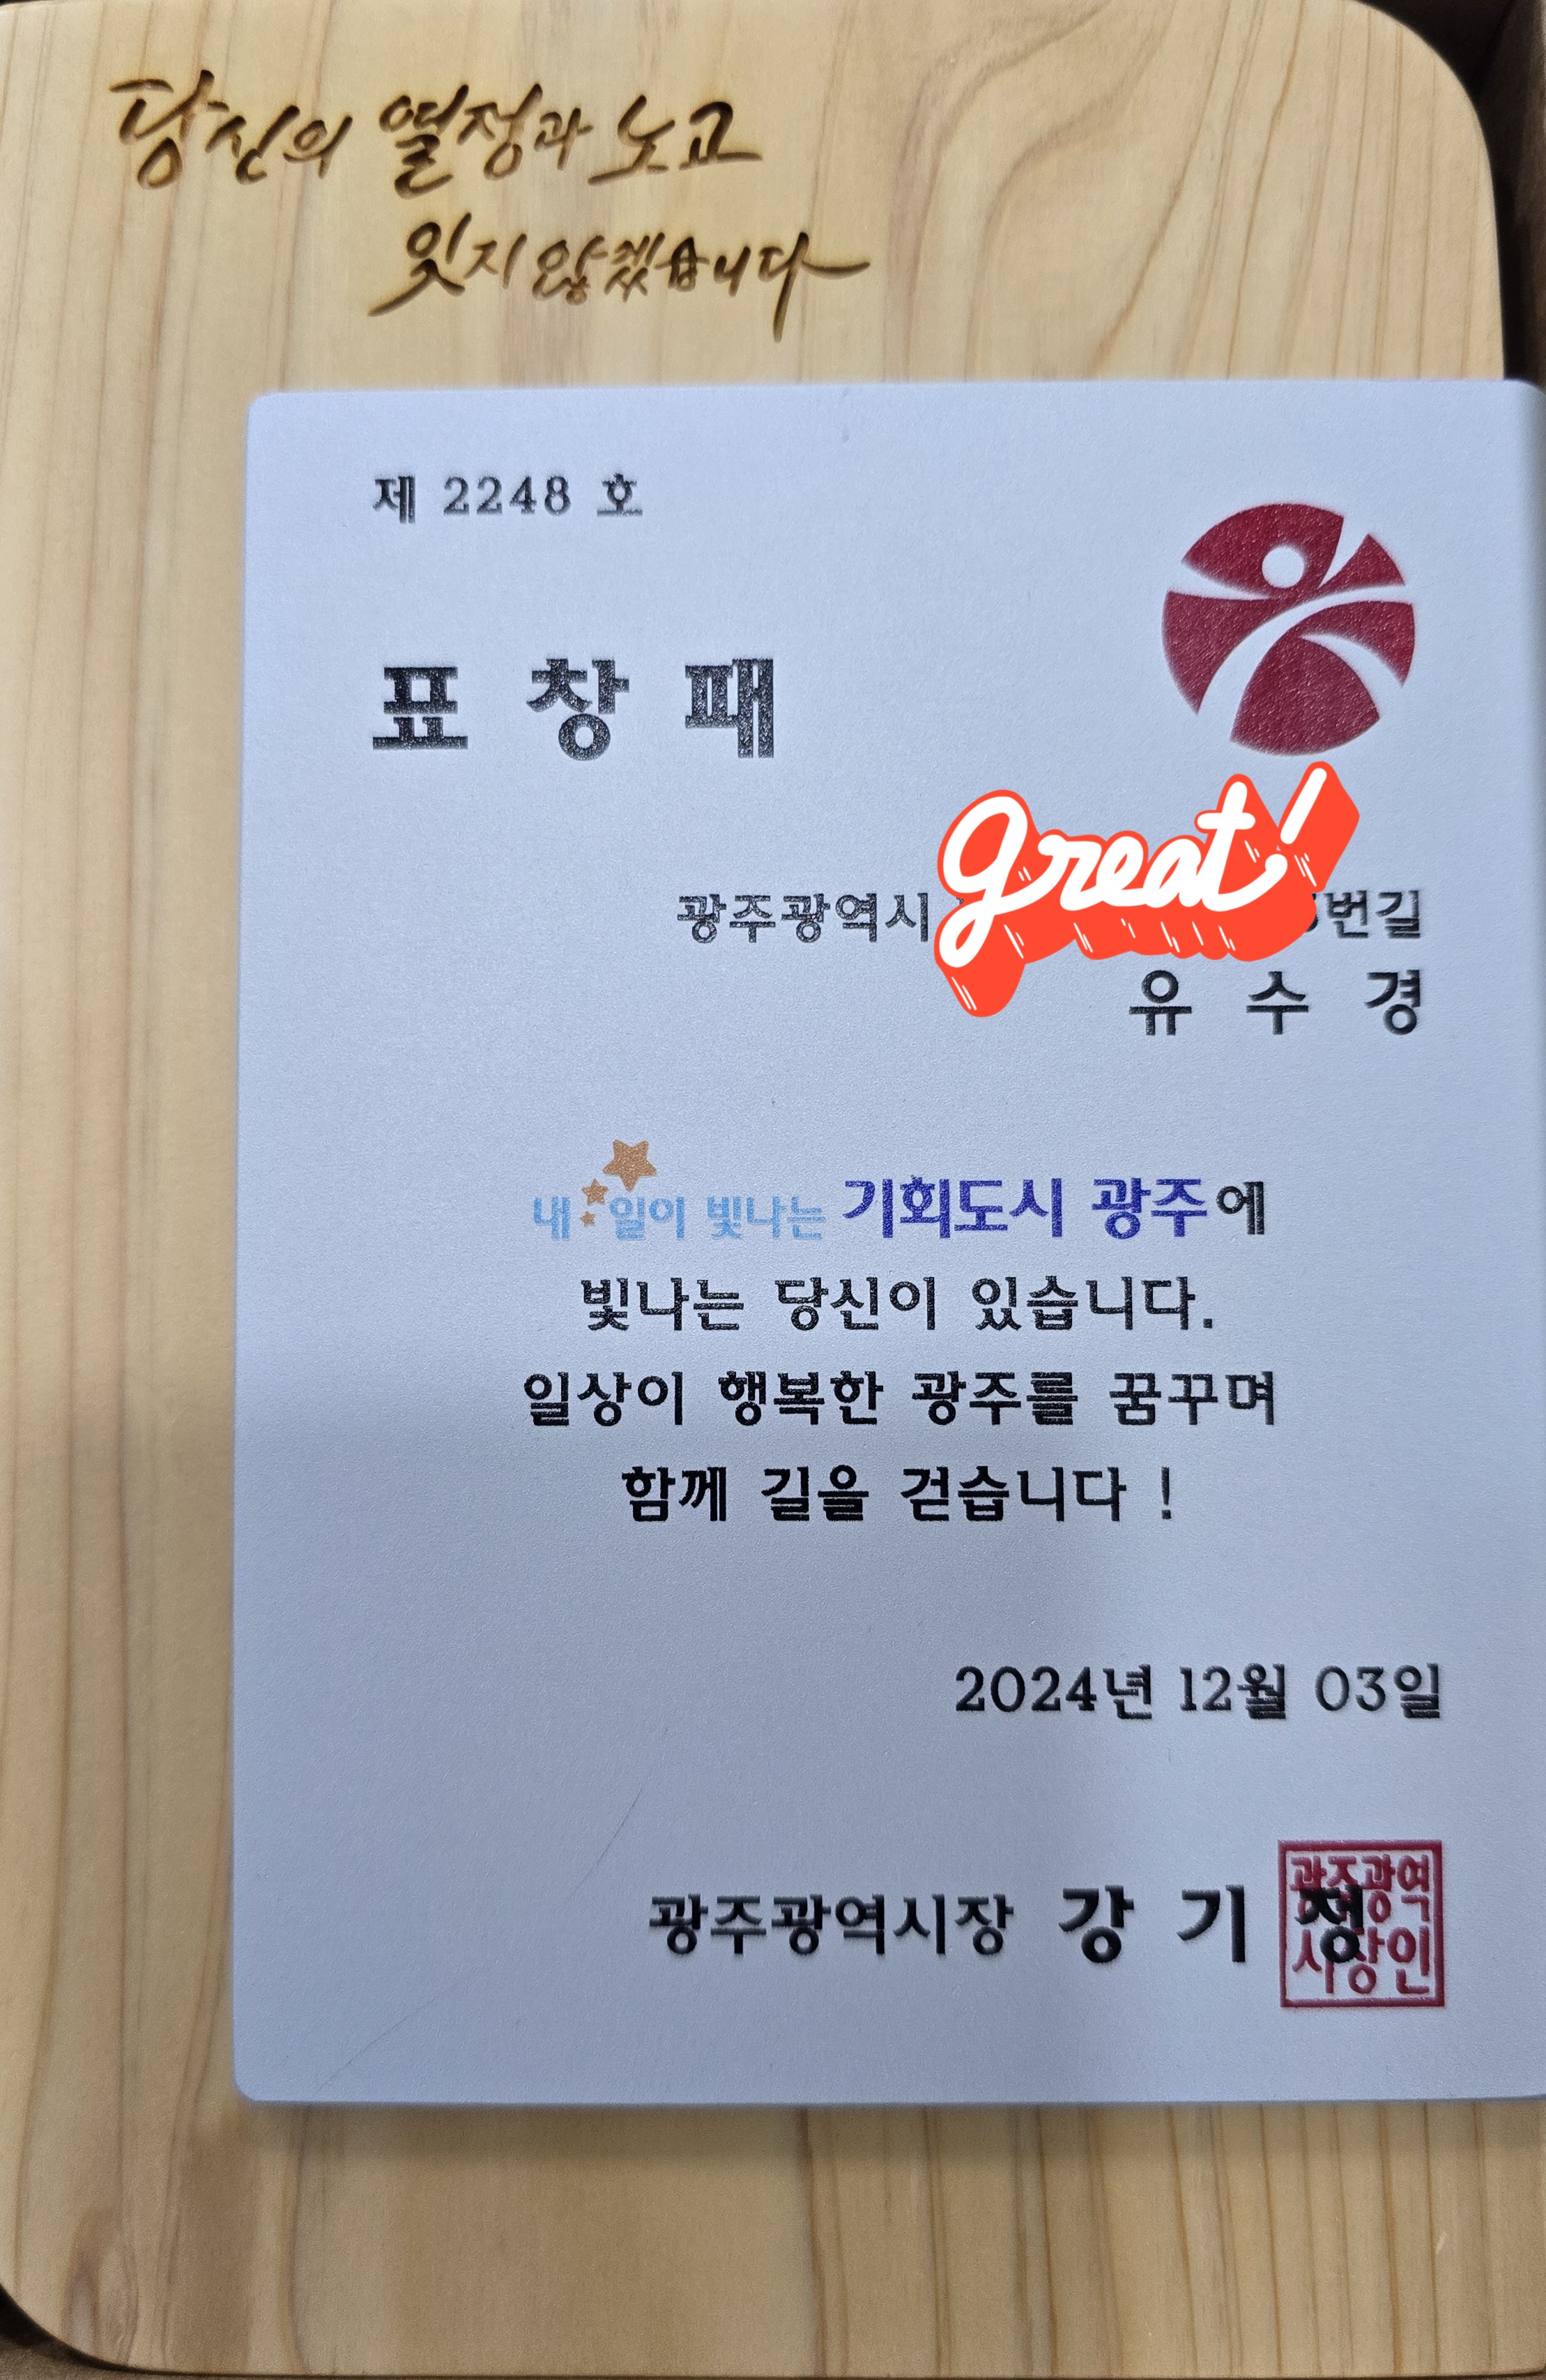 당신의 열정과 노고
잊지 않겠습니다
제 2248 호
표 창 패
great!
광주광역시 번길
유 수 경
내일이 빛나는 기회도시 광주에
빛나는 당신이 있습니다.
일상이 행복한 광주를 꿈꾸며
함께 길을 걷습니다 !
2024년 12월 03일
광주광역시장 강 기 정
광주광역
시장인